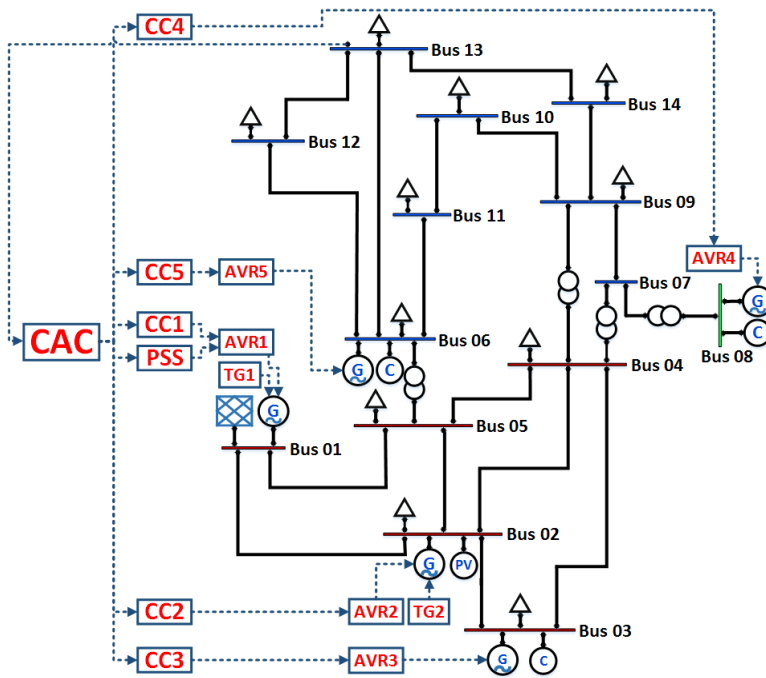 CC4
Bus 13
Bus 14
Bus 10
Bus 12
Bus 09
Bus 11
AVR4
CC5
AVR5
Bus 07
G
CC1
AVR1
CAC
PSS
Bus 06
C
Bus 08
TG1
G
C
Bus 04
G
Bus 05
Bus 01
Bus 02
G
PV
CC2
AVR2
TG2
Bus 03
CC3
AVR3
G
C